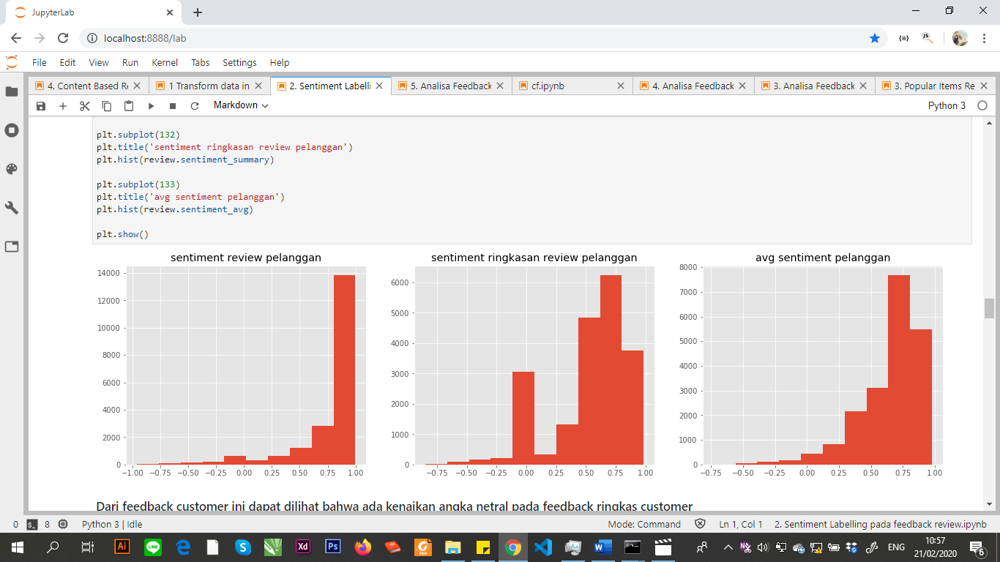 JupyterLab
localhost:8888/lab
File Edit View Run Kernel Tabs Settings Help
4. Content Based Re
1 Transform data in
2. Sentiment Labelli
5. Analisa Feedback
cf.ipynb
4. Analisa Feedback
3. Analisa Feedback
3. Popular Items Re
Markdown
Python 3
plt.subplot(132)
plt.title('sentiment ringkasan review pelanggan')
plt.hist(review.sentiment_summary)
plt.subplot(133)
plt.title('avg sentiment pelanggan')
plt.hist(review.sentiment_avg)
plt.show()
sentiment review pelanggan
14000
12000
10000
8000
6000
4000
2000
0
−1.00 −0.75 −0.50 −0.25 0.00 0.25 0.50 0.75 1.00
sentiment ringkasan review pelanggan
6000
5000
4000
3000
2000
1000
0
−0.75 −0.50 −0.25 0.00 0.25 0.50 0.75 1.00
avg sentiment pelanggan
8000
7000
6000
5000
4000
3000
2000
1000
0
−0.75 −0.50 −0.25 0.00 0.25 0.50 0.75 1.00
Dari feedback customer ini dapat dilihat bahwa ada kenaikan angka netral pada feedback ringkas customer
0 8 Python 3 | Idle
Mode: Command
Ln 1, Col 1
2. Sentiment Labelling pada feedback review.ipynb
ENG
10:57
21/02/2020
6